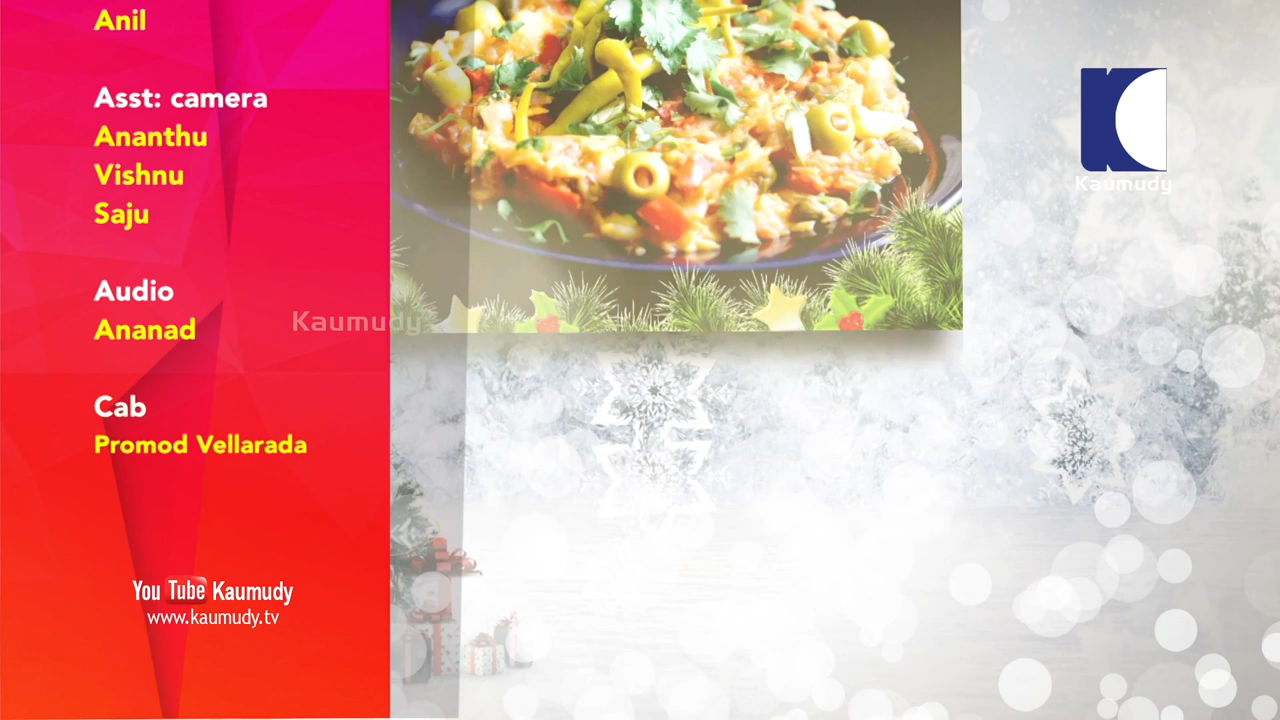 Anil
Asst: camera
Ananthu
Vishnu
Saju
Audio
Ananad
Cab
Promod Vellarada
You Tube Kaumudy
www.kaumudy.tv
Kaumudy
Kaumudy